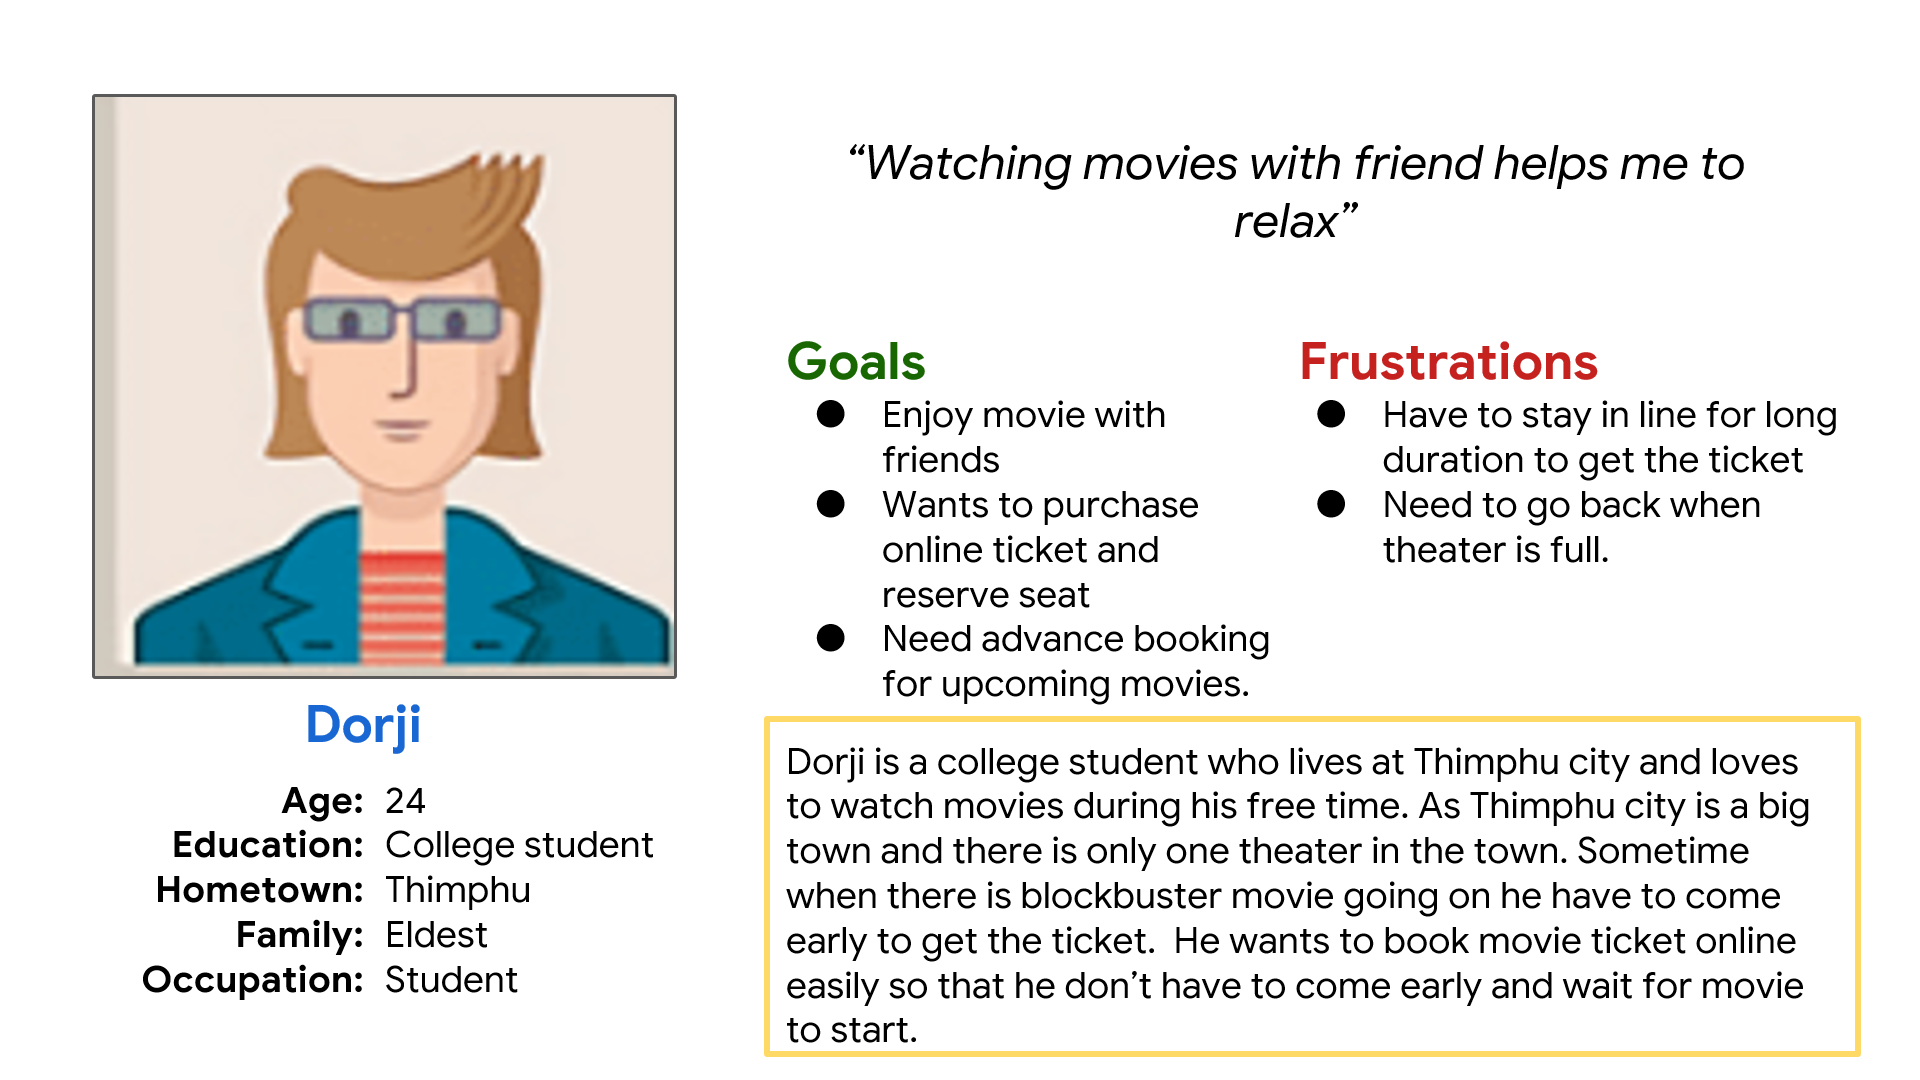 “Watching movies with friend helps me to
relax”
Goals
● Enjoy movie with
friends
● Wants to purchase
online ticket and
reserve seat
● Need advance booking
for upcoming movies.
Frustrations
● Have to stay in line for long
duration to get the ticket
● Need to go back when
theater is full.
Dorji
Age: 24
Education: College student
Hometown: Thimphu
Family: Eldest
Occupation: Student
Dorji is a college student who lives at Thimphu city and loves
to watch movies during his free time. As Thimphu city is a big
town and there is only one theater in the town. Sometime
when there is blockbuster movie going on he have to come
early to get the ticket.  He wants to book movie ticket online
easily so that he don’t have to come early and wait for movie
to start.